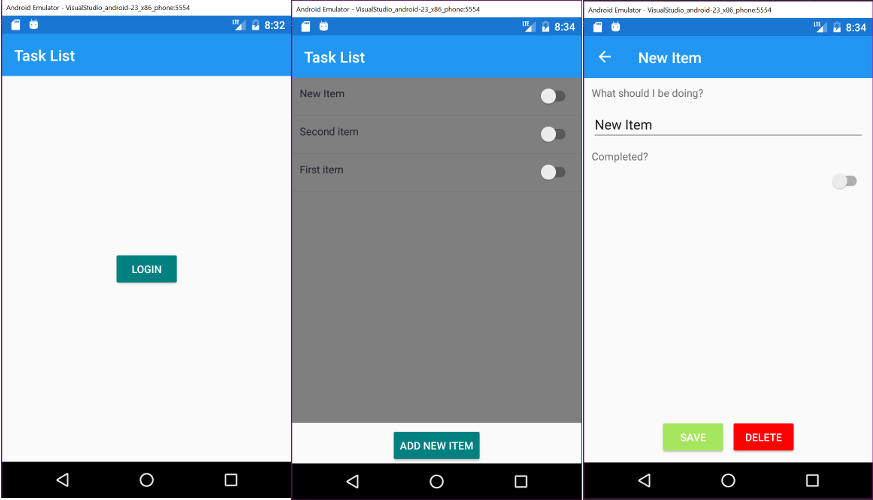 Android Emulator - VisualStudio_android-23_x86_phone:5554
LTE 8:32
Task List
LOGIN
Android Emulator - VisualStudio_android-23_x86_phone:5554
LTE 8:34
Task List
New Item
Second item
First item
ADD NEW ITEM
Android Emulator - VisualStudio_android-23_x86_phone:5554
LTE 8:34
New Item
What should I be doing?
New Item
Completed?
SAVE DELETE